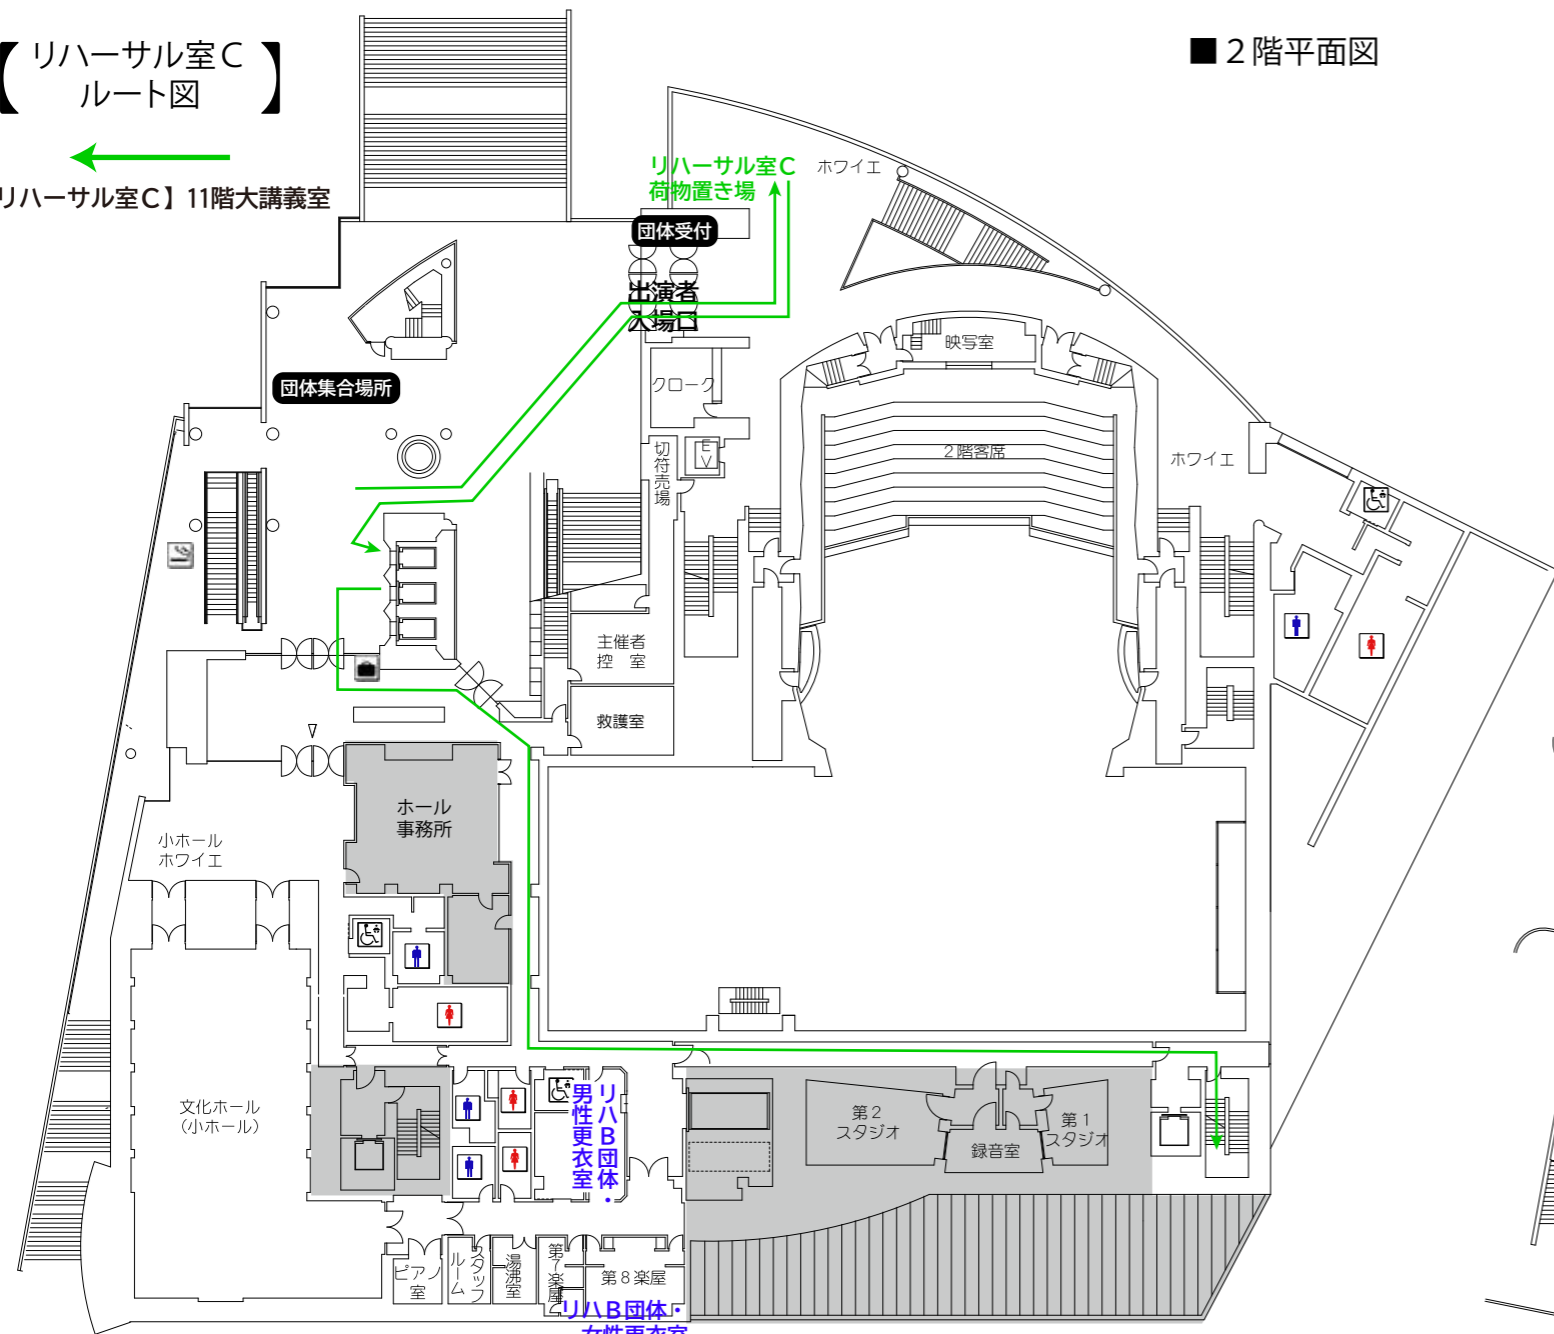 【 リハーサル室C 】
ルート図
リハーサル室C】11階大講義室
■２階平面図
リハーサル室C
荷物置き場
ホワイエ
団体受付
出演者
入場口
団体集合場所
クローク
映写室
切符売場
EV
２階客席
ホワイエ
主催者
控 室
救護室
ホール
事務所
小ホール
ホワイエ
文化ホール
(小ホール)
リハB団体・
男性更衣室
第２
スタジオ
録音室
第１
スタジオ
ピアノ
室
スタッフ
ルーム
湯沸室
第７楽屋
第８楽屋
リハB団体・
女性更衣室